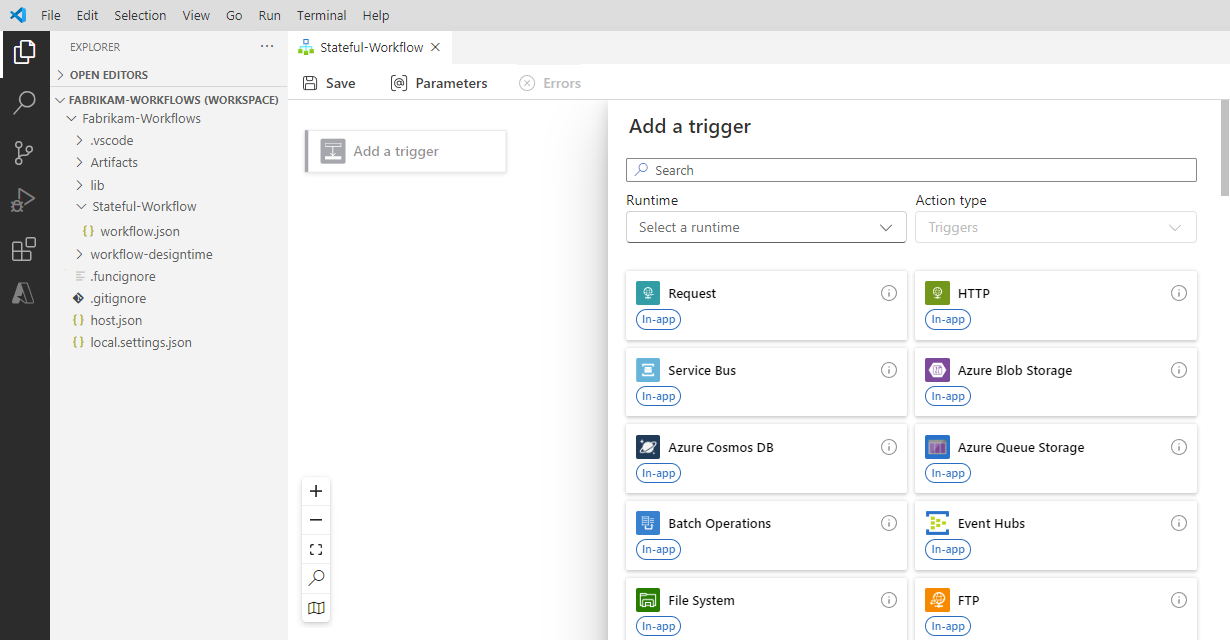 File Edit Selection View Go Run Terminal Help
EXPLORER ...
OPEN EDITORS
FABRIKAM-WORKFLOWS (WORKSPACE)
Fabrikam-Workflows
.vscode
Artifacts
lib
Stateful-Workflow
{} workflow.json
workflow-designtime
.funcignore
.gitignore
{} host.json
{} local.settings.json
Stateful-Workflow
Save Parameters Errors
Add a trigger
Add a trigger
Search
Runtime Action type
Select a runtime Triggers
Request HTTP
In-app In-app
Service Bus Azure Blob Storage
In-app In-app
Azure Cosmos DB Azure Queue Storage
In-app In-app
Batch Operations Event Hubs
In-app In-app
File System FTP
In-app In-app